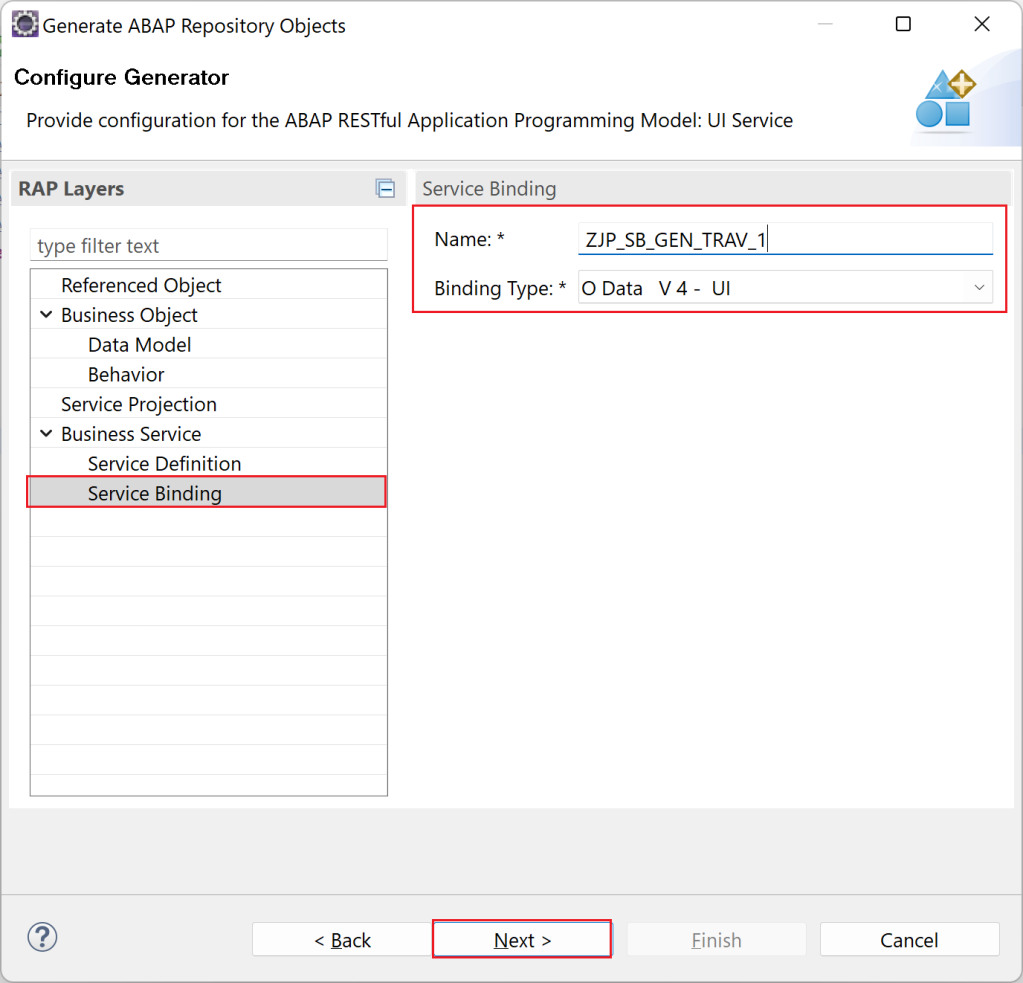 Generate ABAP Repository Objects
Configure Generator
Provide configuration for the ABAP RESTful Application Programming Model: UI Service
RAP Layers
type filter text
Referenced Object
Business Object
Data Model
Behavior
Service Projection
Business Service
Service Definition
Service Binding
Service Binding
Name: * ZJP_SB_GEN_TRAV_1
Binding Type: * O Data V 4 - UI
?
< Back Next > Finish Cancel